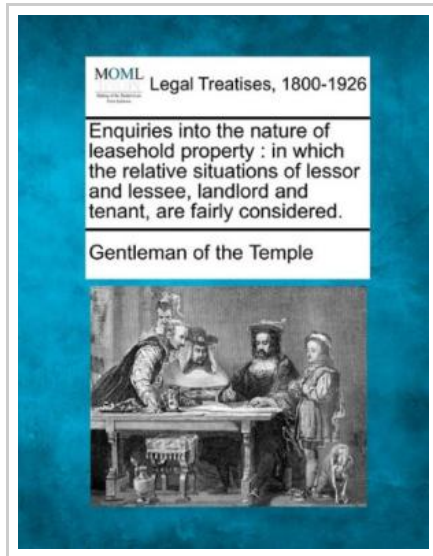 MOML Legal Treatises, 1800-1926
Enquiries into the nature of
leasehold property : in which
the relative situations of lessor
and lessee, landlord and
tenant, are fairly considered.
Gentleman of the Temple